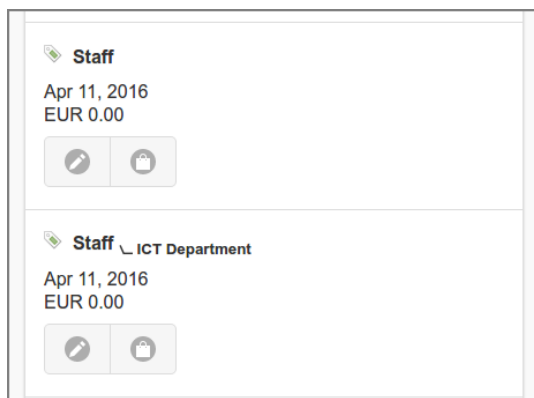 Staff
Apr 11, 2016
EUR 0.00
Staff ICT Department
Apr 11, 2016
EUR 0.00